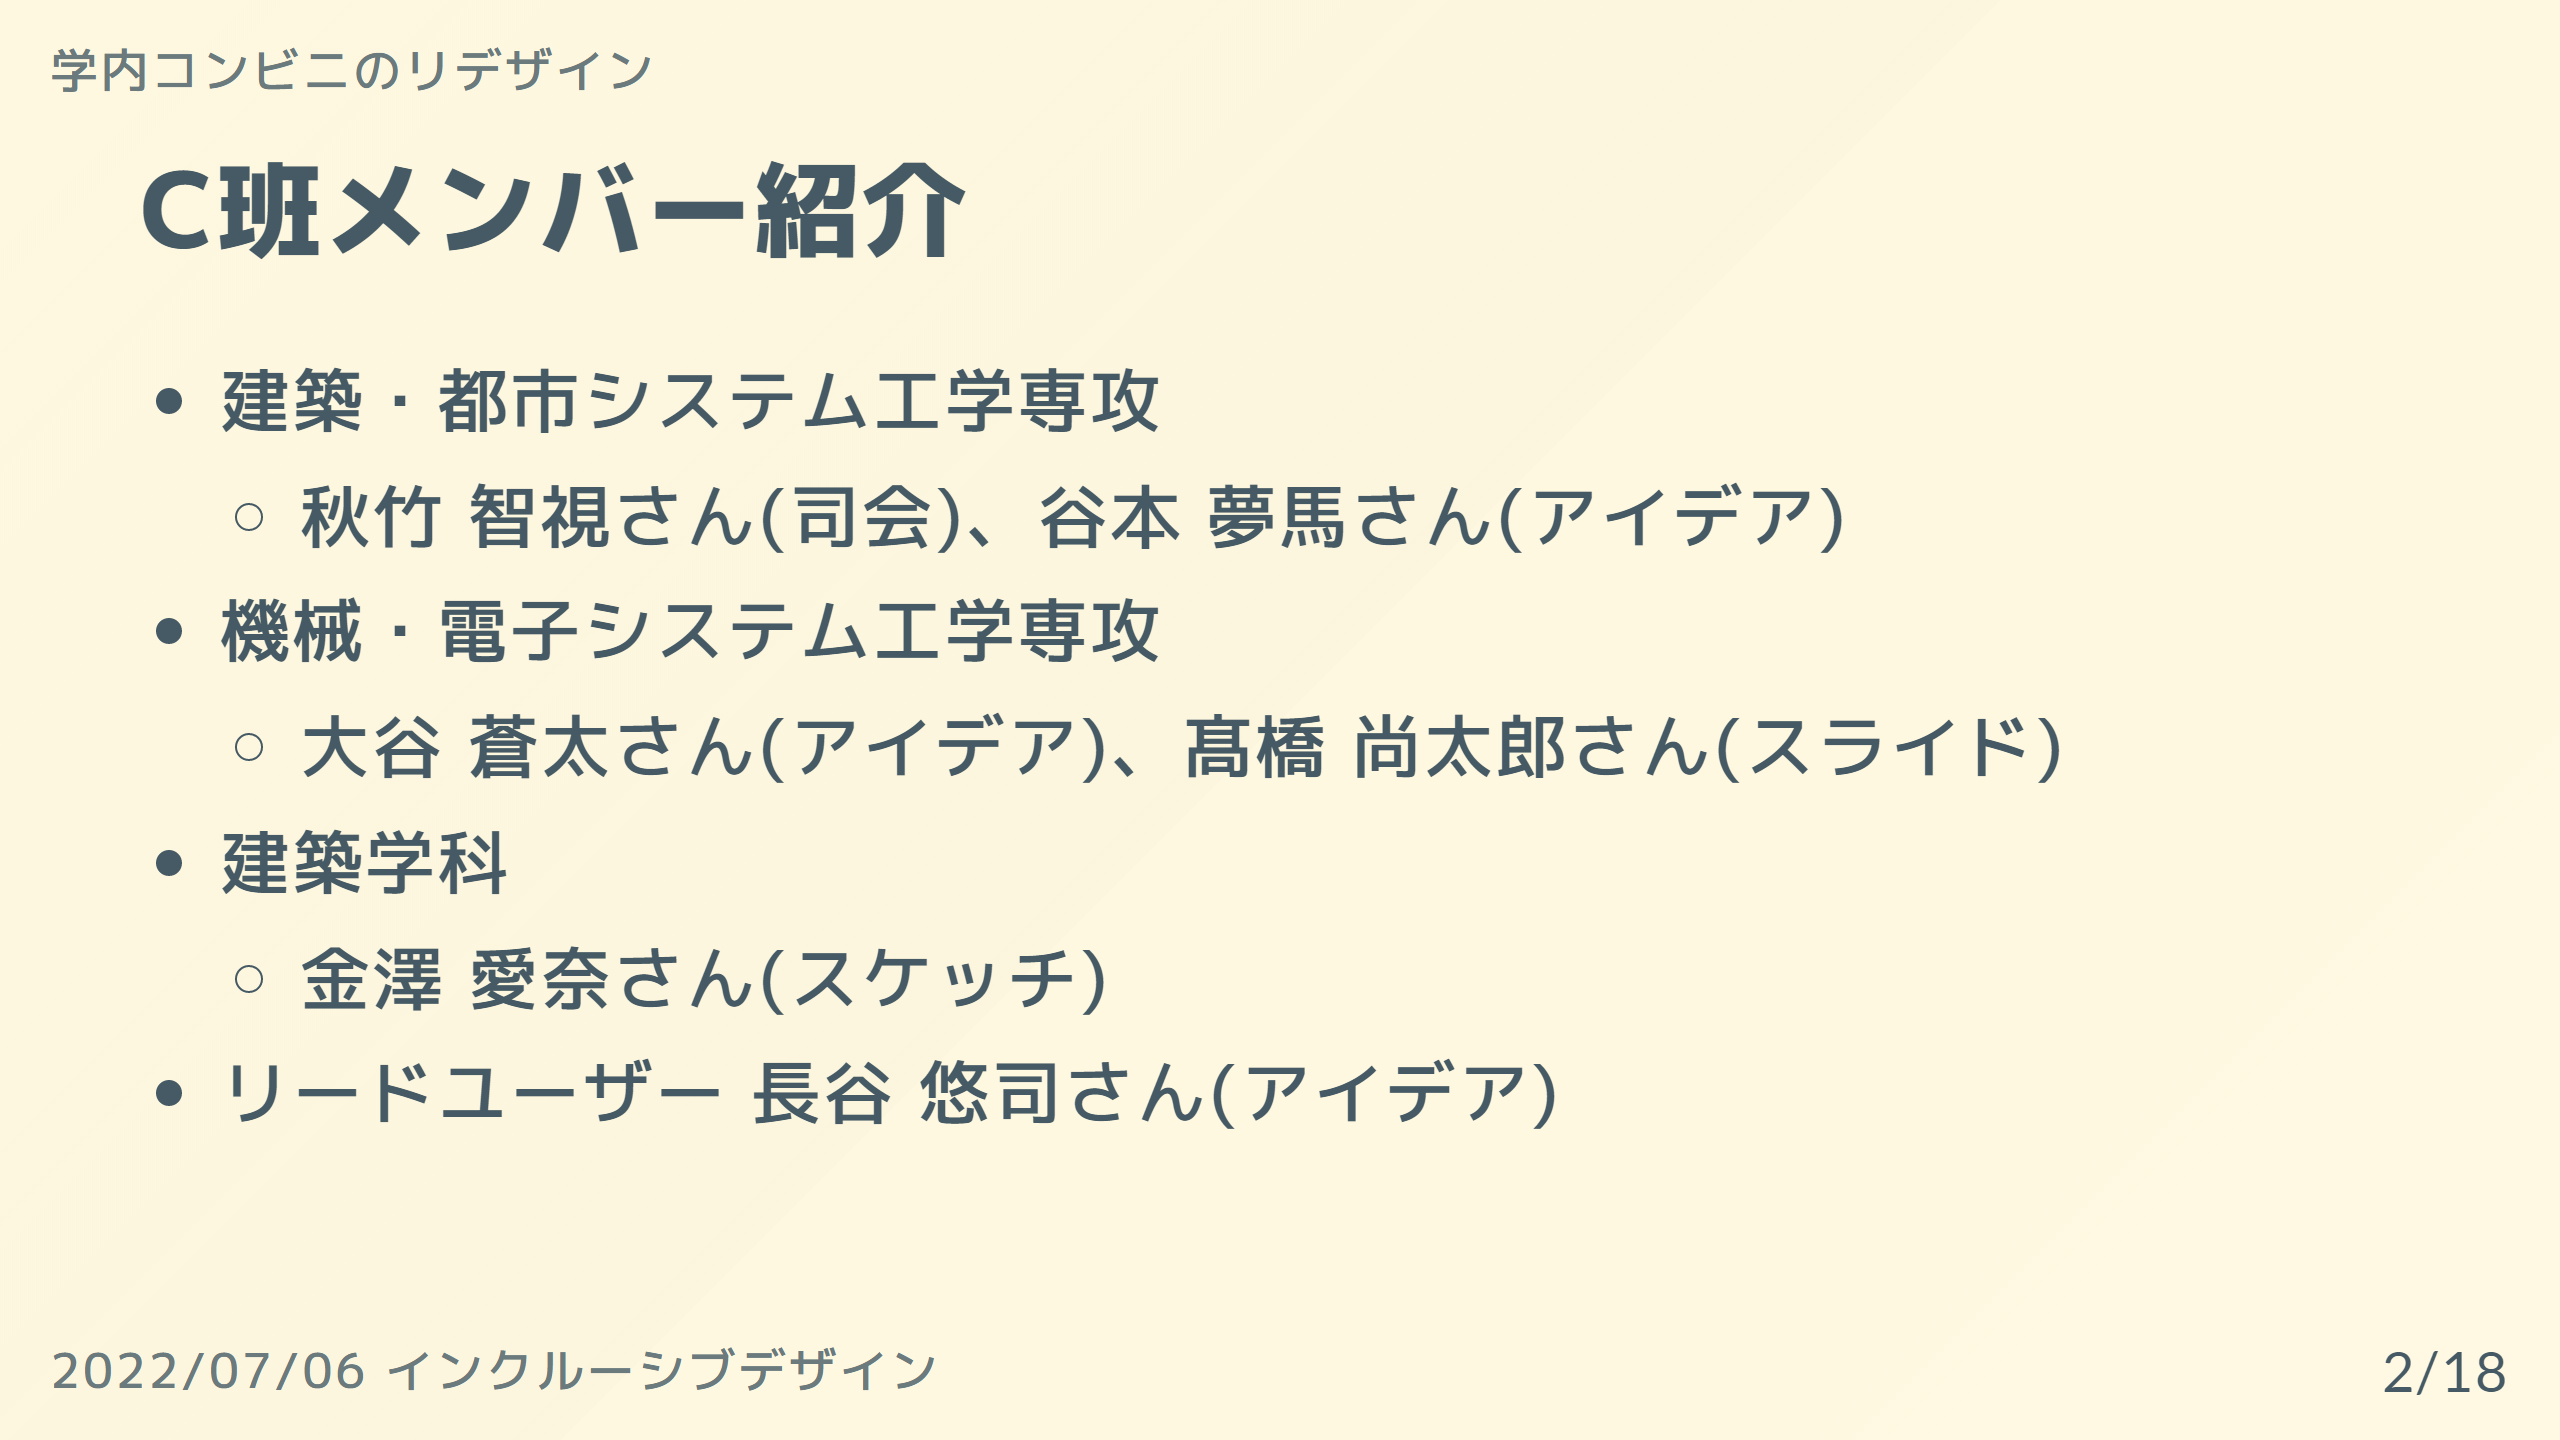 学内コンビニのリデザイン
C班メンバー紹介
• 建築・都市システム工学専攻
○ 秋竹 智視さん(司会)、谷本 夢馬さん(アイデア)
• 機械・電子システム工学専攻
○ 大谷 蒼太さん(アイデア)、髙橋 尚太郎さん(スライド)
• 建築学科
○ 金澤 愛奈さん(スケッチ)
• リードユーザー 長谷 悠司さん(アイデア)
2022/07/06 インクルーシブデザイン
2/18